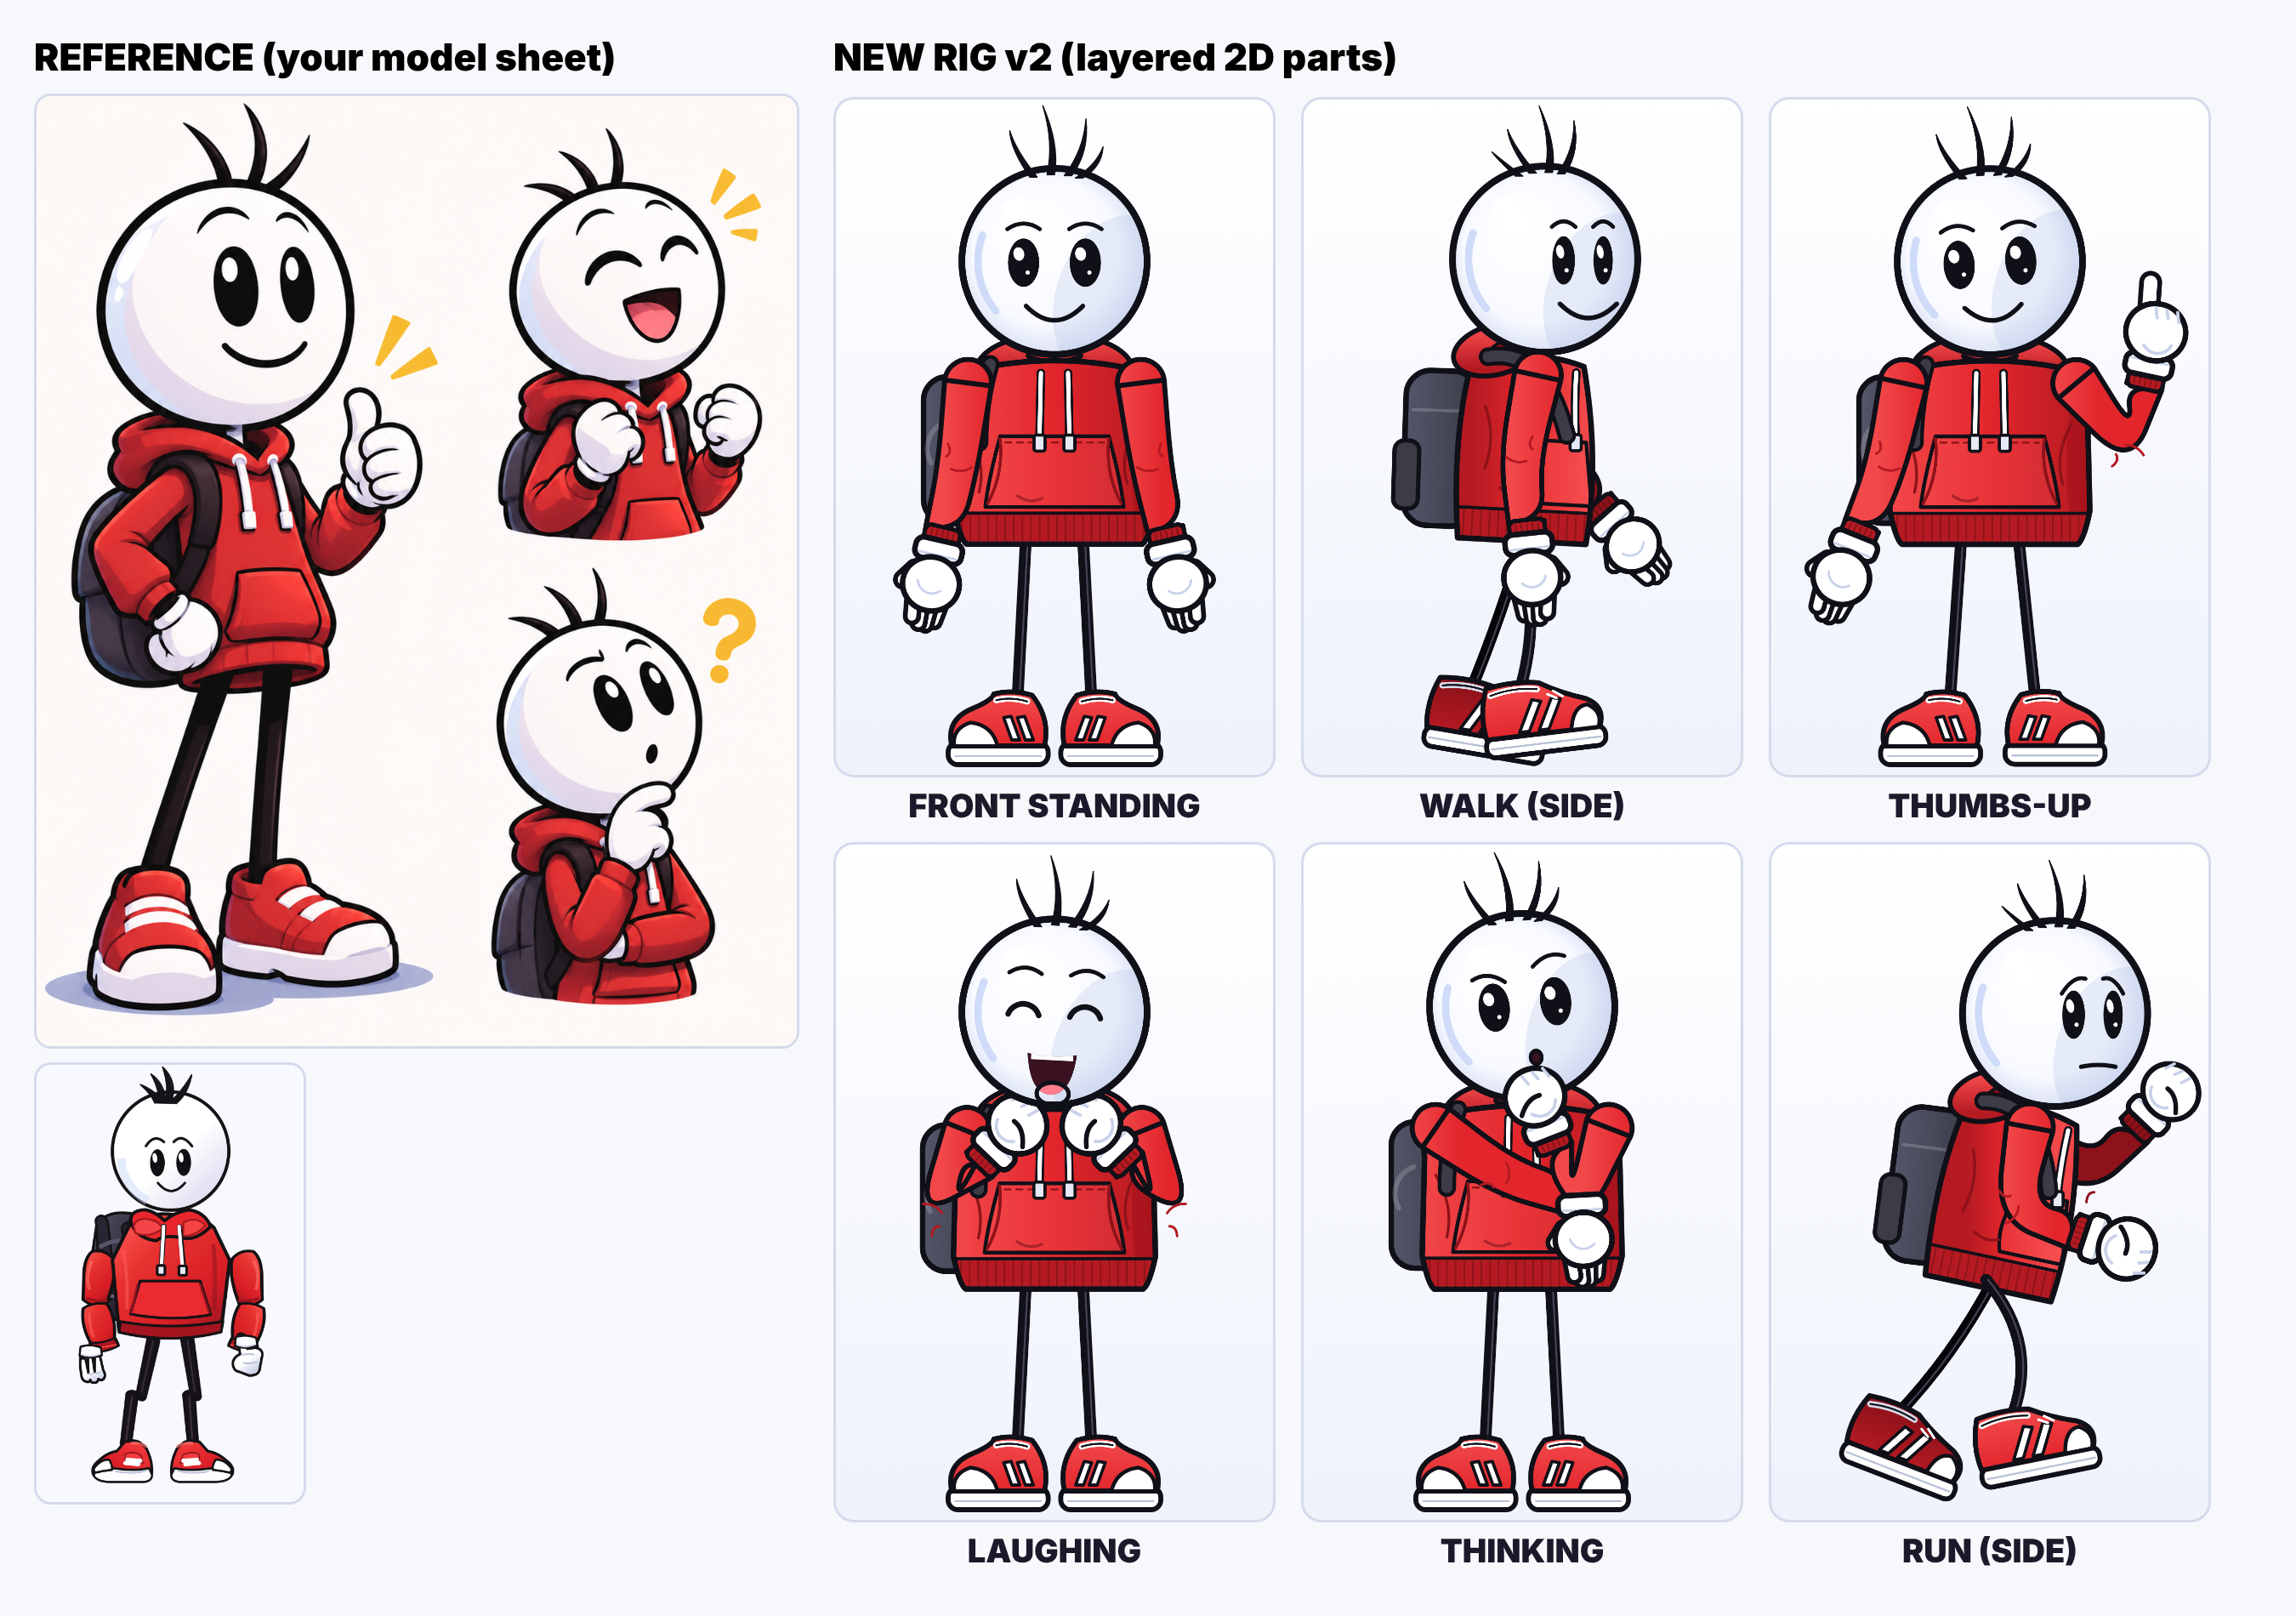 REFERENCE (your model sheet)
NEW RIG v2 (layered 2D parts)
?
FRONT STANDING
WALK (SIDE)
THUMBS-UP
LAUGHING
THINKING
RUN (SIDE)